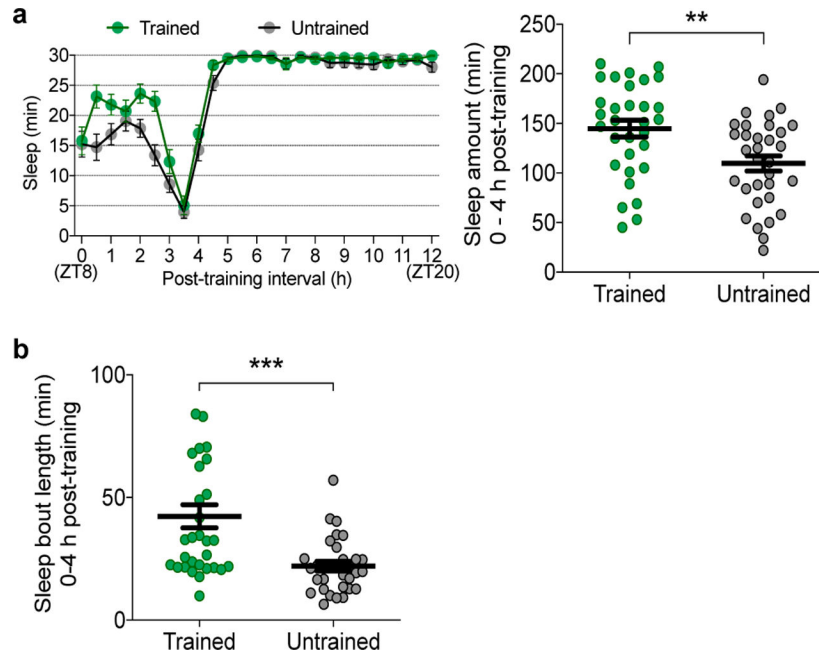 a
Trained Untrained
Sleep (min)
30
25
20
15
10
5
0
0 1 2 3 4 5 6 7 8 9 10 11 12
(ZT8) Post-training interval (h) (ZT20)
Sleep amount (min)
0 - 4 h post-training
**
250
200
150
100
50
0
Trained Untrained
b
Sleep bout length (min)
0-4 h post-training
***
100
50
0
Trained Untrained